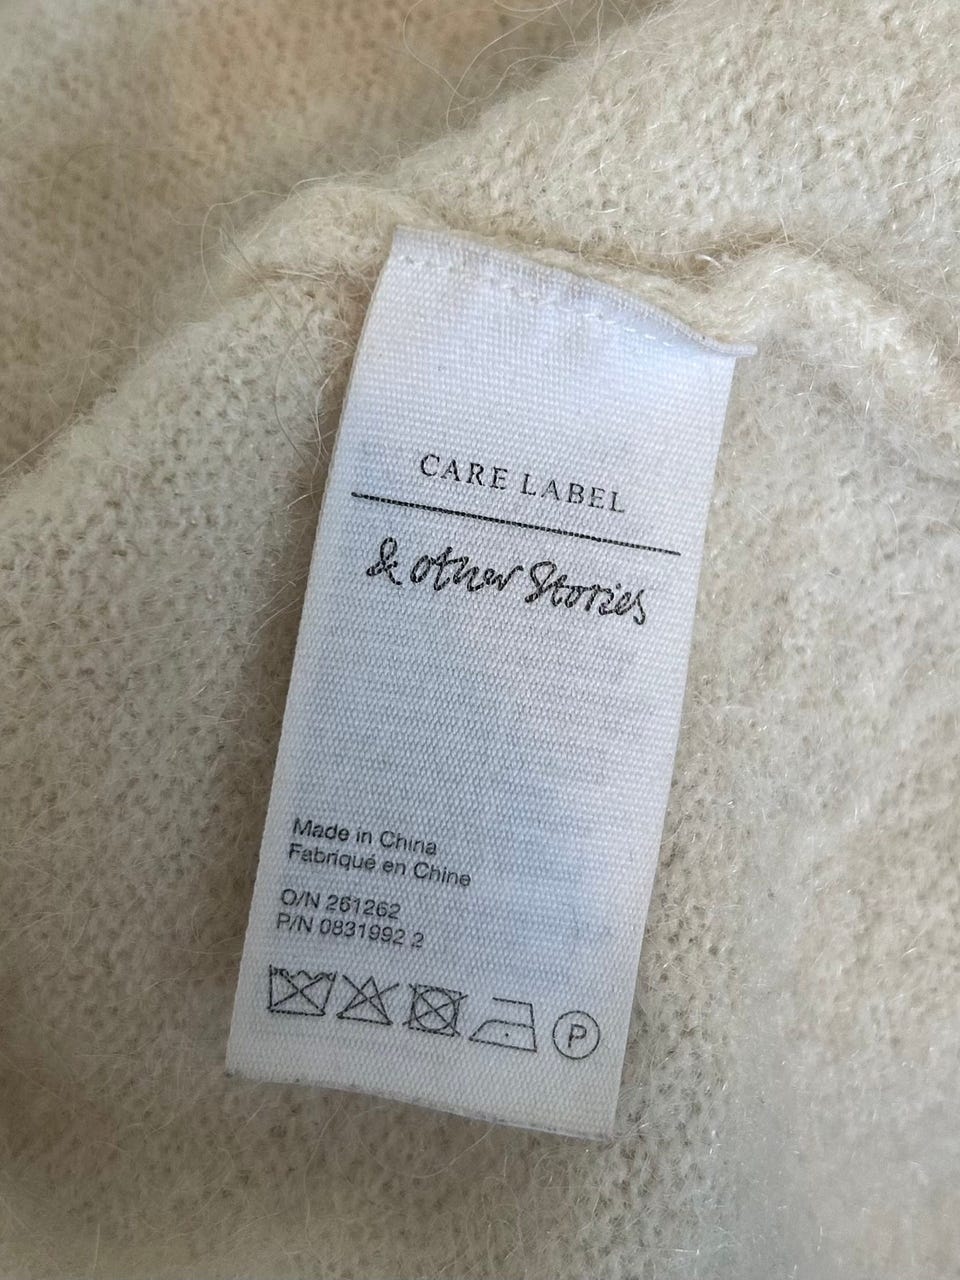 CARE LABEL
& other Stories
Made in China
Fabriqué en Chine
O/N 261262
P/N 0831992 2
P